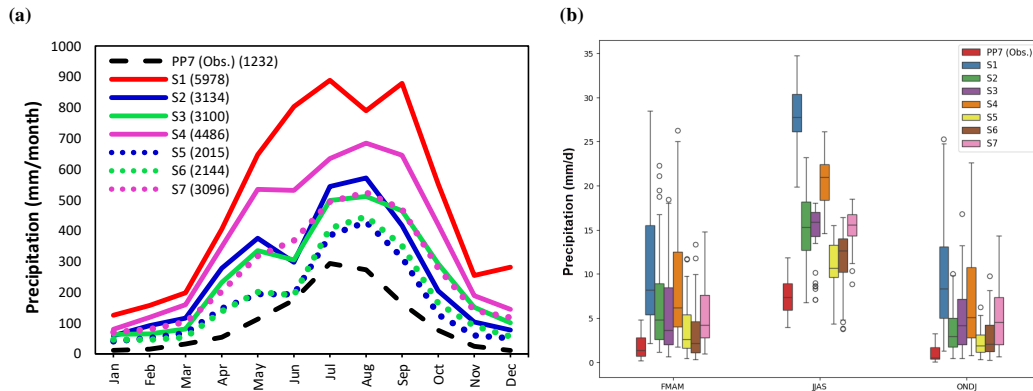 (a)
(b)
Precipitation (mm/month)
1000
900
800
700
600
500
400
300
200
100
0
PP7 (Obs.) (1232)
S1 (5978)
S2 (3134)
S3 (3100)
S4 (4486)
S5 (2015)
S6 (2144)
S7 (3096)
Jan
Feb
Mar
Apr
May
Jun
Jul
Aug
Sep
Oct
Nov
Dec
Precipitation (mm/d)
35
30
25
20
15
10
5
0
PP7 (Obs.)
S1
S2
S3
S4
S5
S6
S7
FMAM
JJAS
ONDJ